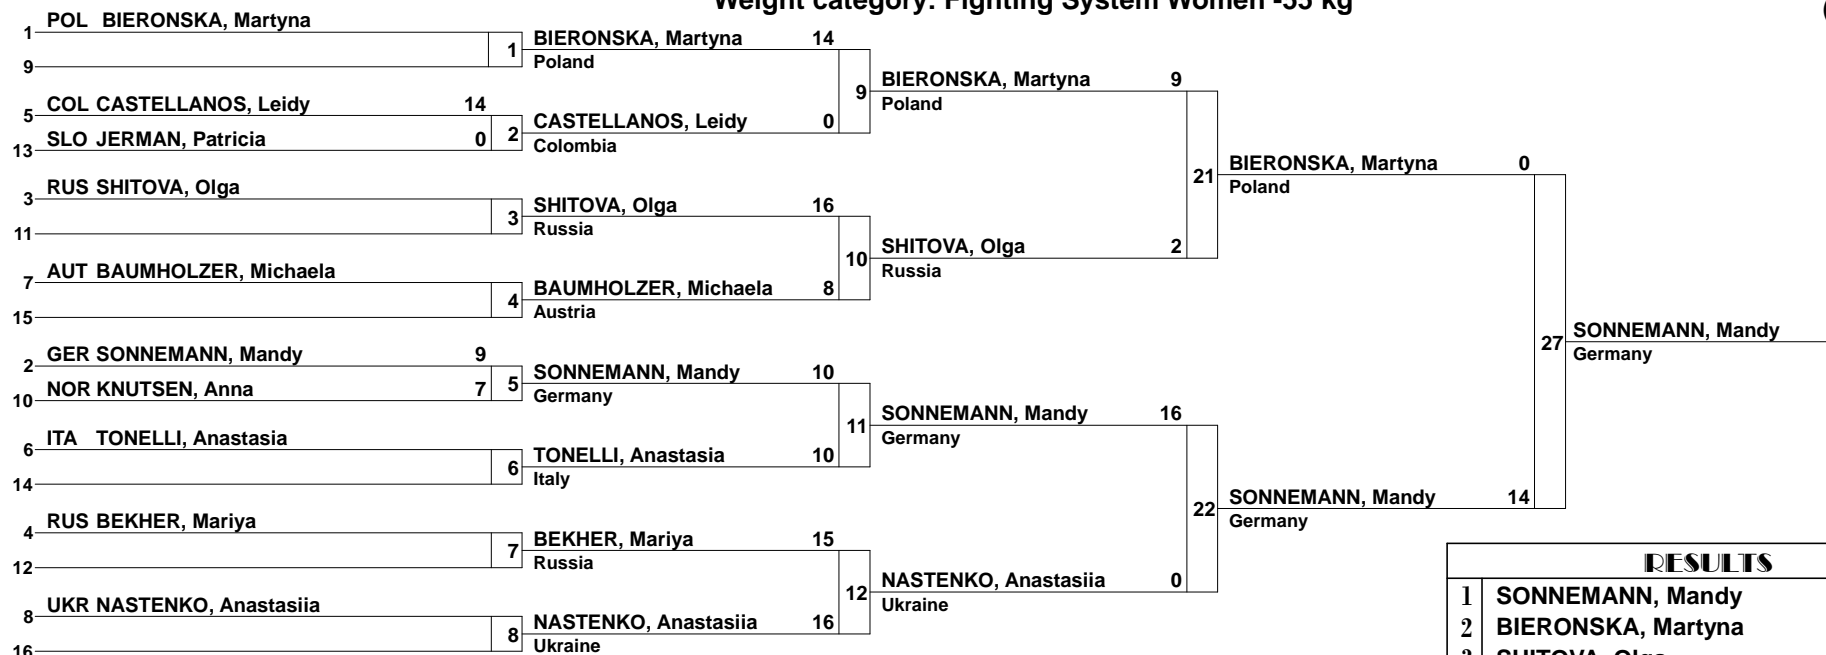 Weight category: Fighting System Women -55 kg
1 POL BIERONSKA, Martyna
9
1
5 COL CASTELLANOS, Leidy 14
13 SLO JERMAN, Patricia 0
2
3 RUS SHITOVA, Olga
11
3
7 AUT BAUMHOLZER, Michaela
15
4
2 GER SONNEMANN, Mandy 9
10 NOR KNUTSEN, Anna 7
5
6 ITA TONELLI, Anastasia
14
6
4 RUS BEKHER, Mariya
12
7
8 UKR NASTENKO, Anastasiia
16
8
BIERONSKA, Martyna 14
Poland
9
CASTELLANOS, Leidy 0
Colombia
SHITOVA, Olga 16
Russia
10
BAUMHOLZER, Michaela 8
Austria
SONNEMANN, Mandy 10
Germany
11
TONELLI, Anastasia 10
Italy
BEKHER, Mariya 15
Russia
12
NASTENKO, Anastasiia 16
Ukraine
BIERONSKA, Martyna 9
Poland
21
SHITOVA, Olga 2
Russia
SONNEMANN, Mandy 16
Germany
22
NASTENKO, Anastasiia 0
Ukraine
BIERONSKA, Martyna 0
Poland
27
SONNEMANN, Mandy 14
Germany
SONNEMANN, Mandy
Germany
RESULTS
1 SONNEMANN, Mandy
2 BIERONSKA, Martyna
3 SHITOVA, Olga